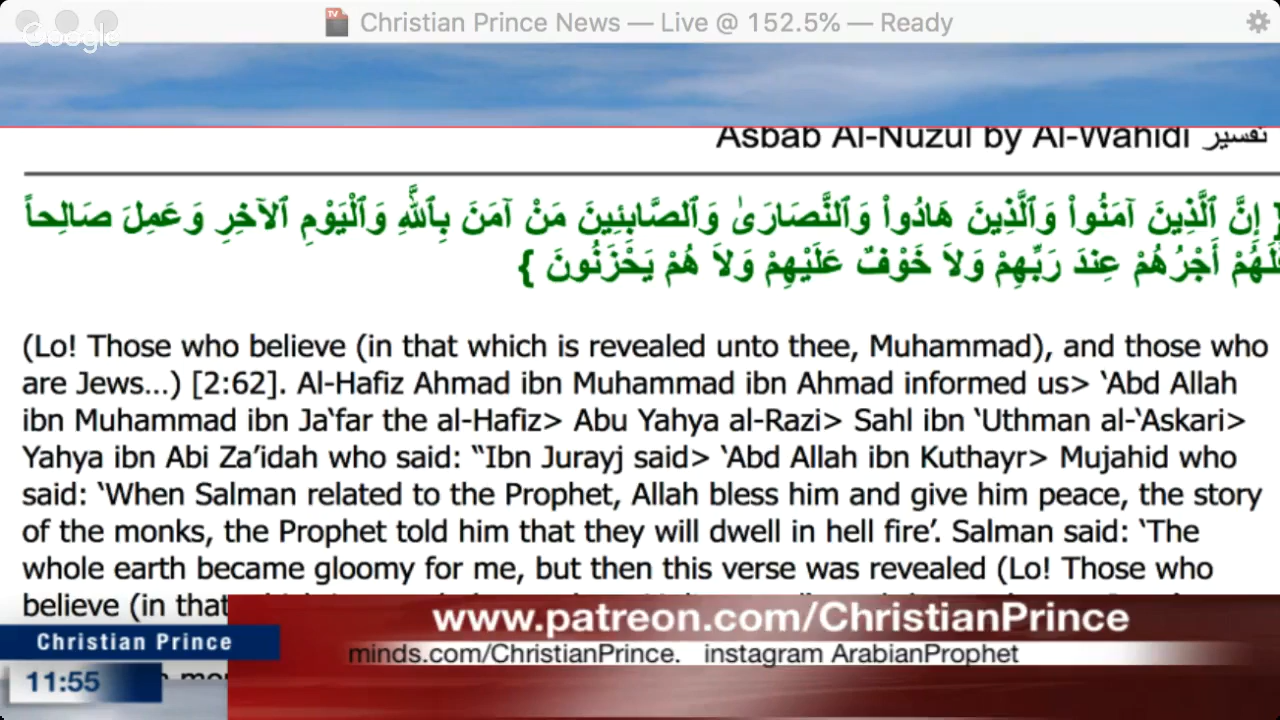 Christian Prince News — Live @ 152.5% — Ready
Google
Asbab Al-Nuzul by Al-Wahidi تفسير
{ إِنَّ ٱلَّذِينَ آمَنُواْ وَٱلَّذِينَ هَادُواْ وَٱلنَّصَارَىٰ وَٱلصَّابِئِينَ مَنْ آمَنَ بِٱللَّهِ وَٱلْيَوْمِ ٱلآخِرِ وَعَمِلَ صَالِحاً
فَلَهُمْ أَجْرُهُمْ عِندَ رَبِّهِمْ وَلاَ خَوْفٌ عَلَيْهِمْ وَلاَ هُمْ يَحْزَنُونَ }
(Lo! Those who believe (in that which is revealed unto thee, Muhammad), and those who
are Jews…) [2:62]. Al-Hafiz Ahmad ibn Muhammad ibn Ahmad informed us> ‘Abd Allah
ibn Muhammad ibn Ja‘far the al-Hafiz> Abu Yahya al-Razi> Sahl ibn ‘Uthman al-‘Askari>
Yahya ibn Abi Za’idah who said: “Ibn Jurayj said> ‘Abd Allah ibn Kuthayr> Mujahid who
said: ‘When Salman related to the Prophet, Allah bless him and give him peace, the story
of the monks, the Prophet told him that they will dwell in hell fire’. Salman said: ‘The
whole earth became gloomy for me, but then this verse was revealed (Lo! Those who
believe (in that
www.patreon.com/ChristianPrince
Christian Prince
minds.com/ChristianPrince. instagram ArabianProphet
11:55